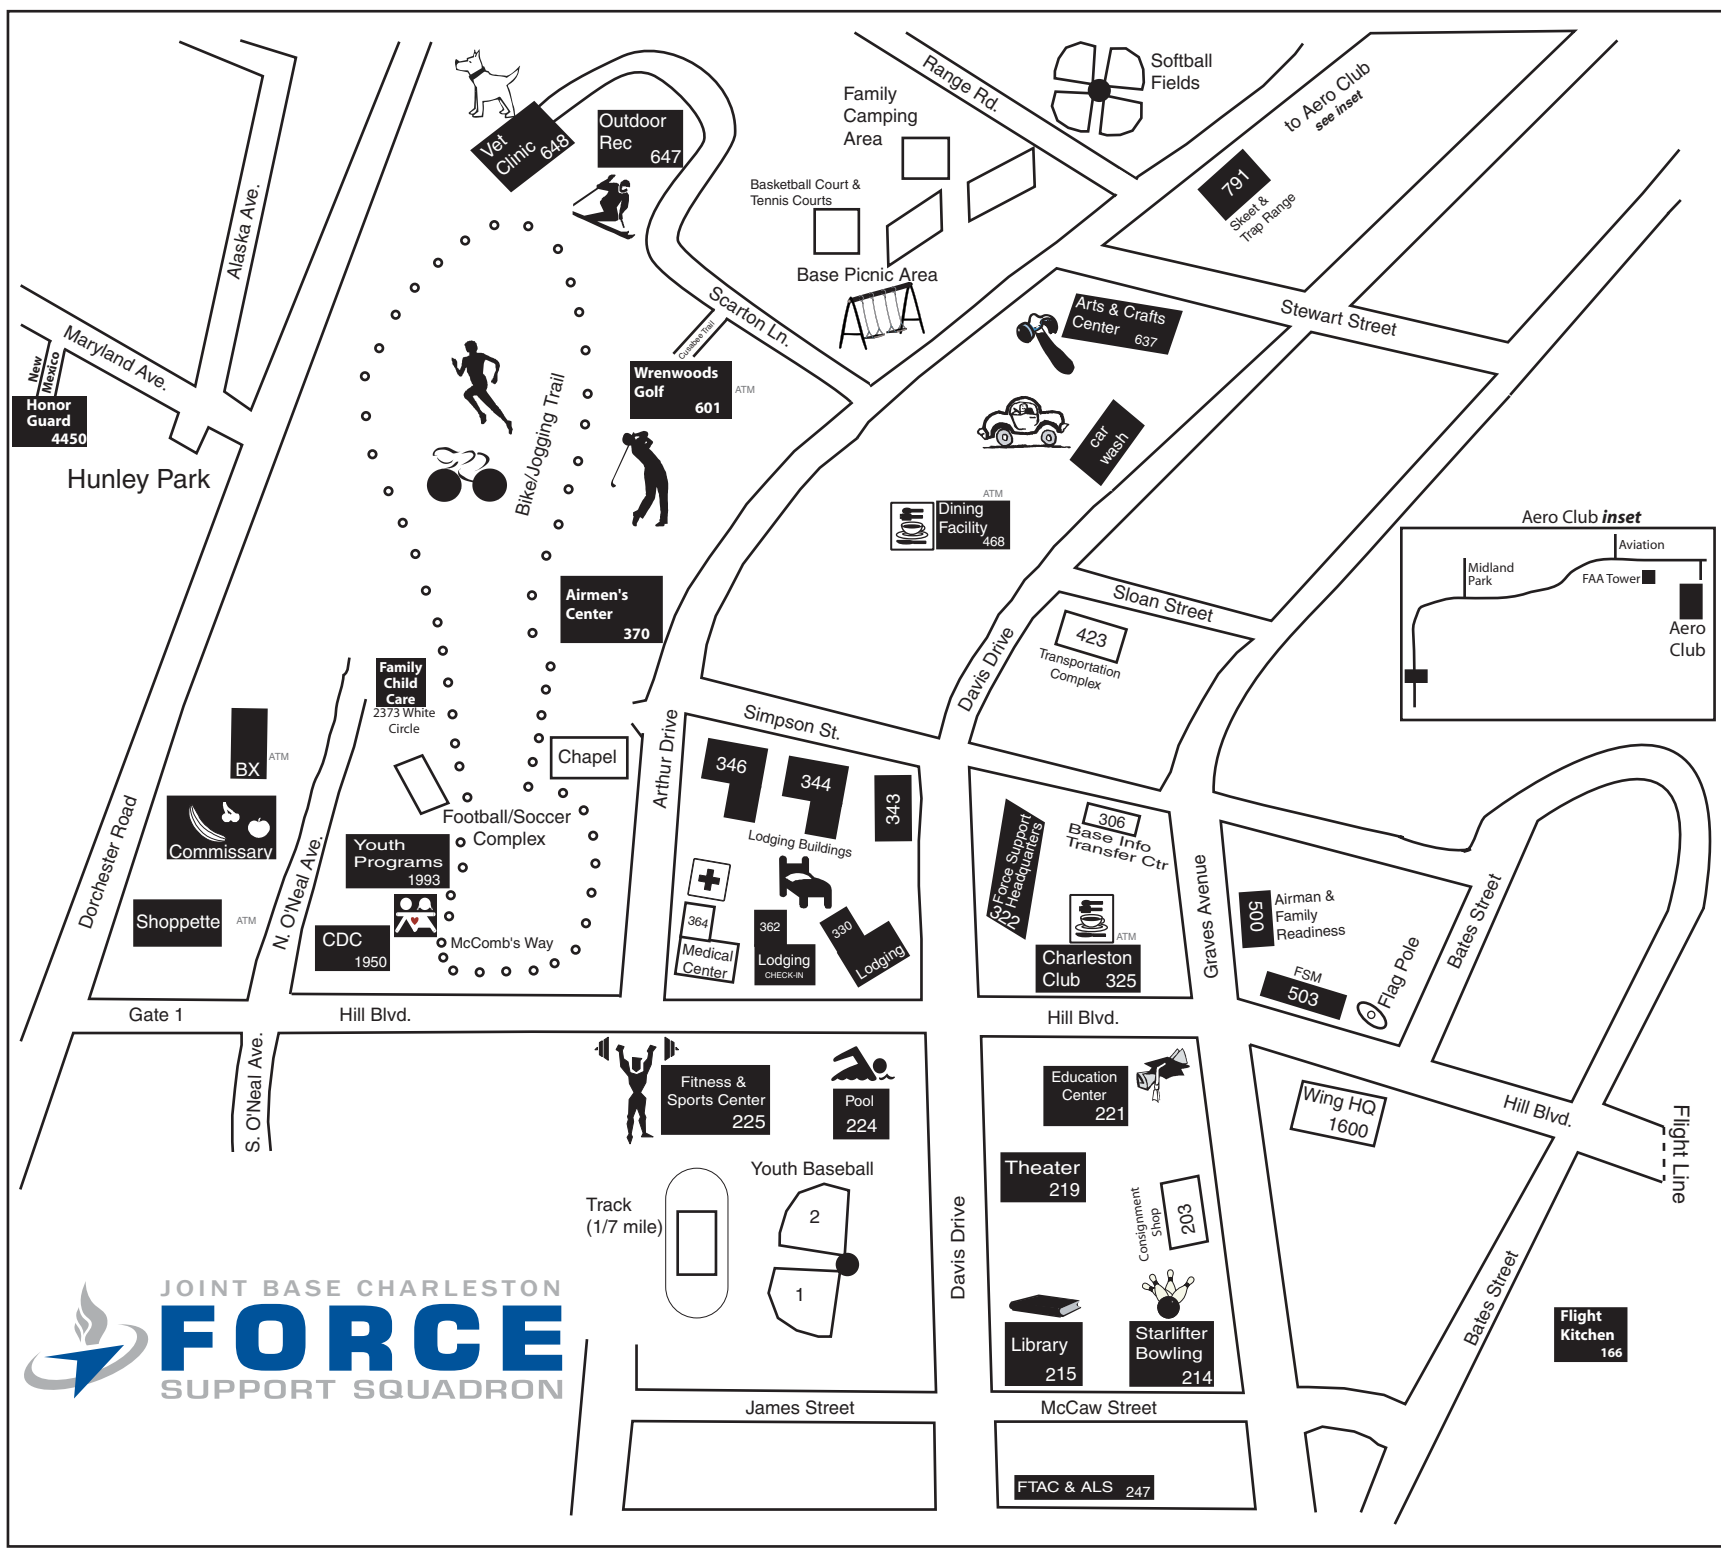 Softball
Fields
Range Rd.
to Aero Club
see inset
Family
Camping
Area
Vet
Clinic 648
Outdoor
Rec
647
791
Skeet &
Trap Range
Basketball Court &
Tennis Courts
Base Picnic Area
Alaska Ave.
Maryland Ave.
New
Mexico
Honor
Guard
4450
Hunley Park
Scarton Ln.
Cusabee Trail
Wrenwoods
Golf
601
ATM
Arts & Crafts
Center 637
Stewart Street
Bike/Jogging Trail
car
wash
ATM
Dining
Facility
468
Aero Club inset
Aviation
Midland
Park
FAA Tower
Aero
Club
Airmen's
Center
370
Sloan Street
423
Transportation
Complex
Davis Drive
Family
Child
Care
2373 White
Circle
Simpson St.
Arthur Drive
BX
ATM
Chapel
346
344
343
Lodging Buildings
Commissary
Dorchester Road
N. O'Neal Ave.
Football/Soccer
Complex
Youth
Programs
1993
306
Base Info
Transfer Ctr
Force Support
Headquarters
322
Graves Avenue
Shoppette
ATM
CDC
1950
McComb's Way
364
Medical
Center
362
Lodging
CHECK-IN
330
Lodging
ATM
Charleston
Club 325
500
Airman &
Family
Readiness
FSM
503
Flag Pole
Bates Street
Gate 1
Hill Blvd.
Hill Blvd.
S. O'Neal Ave.
Fitness &
Sports Center
225
Pool
224
Education
Center
221
Wing HQ
1600
Hill Blvd.
Flight Line
Theater
219
Youth Baseball
2
1
Track
(1/7 mile)
Davis Drive
Consignment
Shop
203
Library
215
Starlifter
Bowling
214
Bates Street
Flight
Kitchen
166
JOINT BASE CHARLESTON
FORCE
SUPPORT SQUADRON
James Street
McCaw Street
FTAC & ALS 247